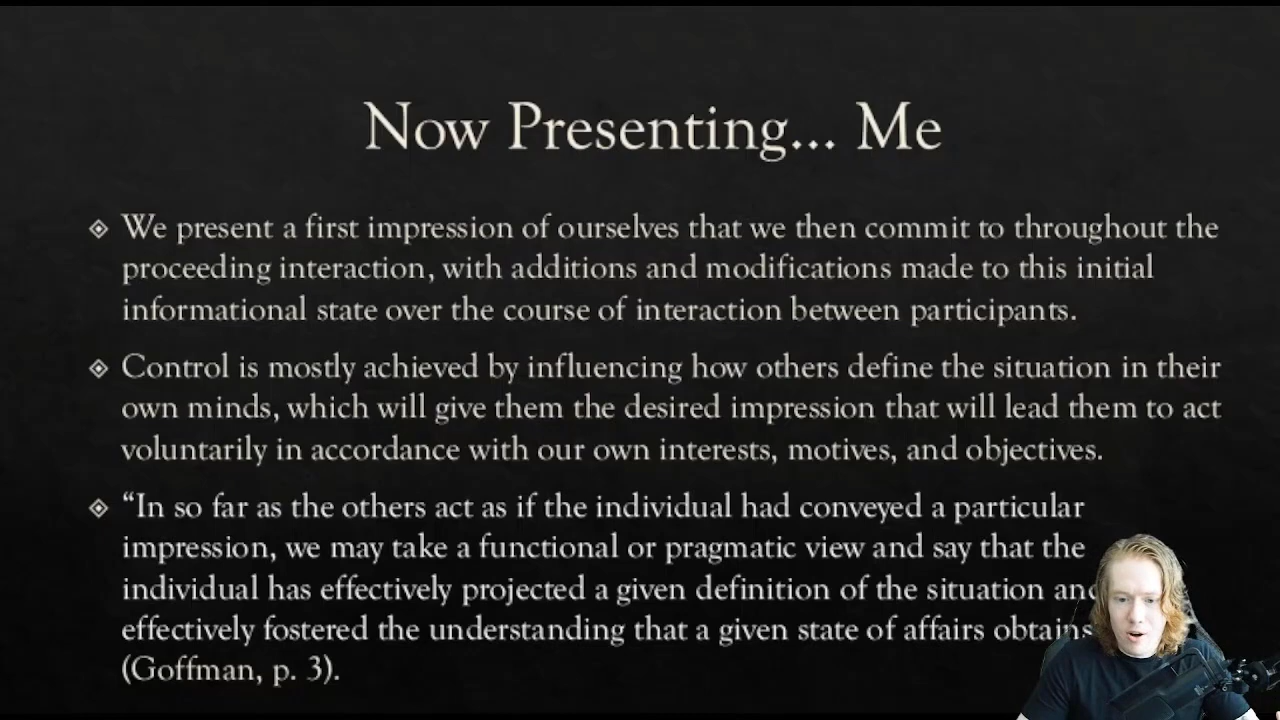 Now Presenting... Me
We present a first impression of ourselves that we then commit to throughout the
proceeding interaction, with additions and modifications made to this initial
informational state over the course of interaction between participants.
Control is mostly achieved by influencing how others define the situation in their
own minds, which will give them the desired impression that will lead them to act
voluntarily in accordance with our own interests, motives, and objectives.
“In so far as the others act as if the individual had conveyed a particular
impression, we may take a functional or pragmatic view and say that the
individual has effectively projected a given definition of the situation and
effectively fostered the understanding that a given state of affairs obtains
(Goffman, p. 3).